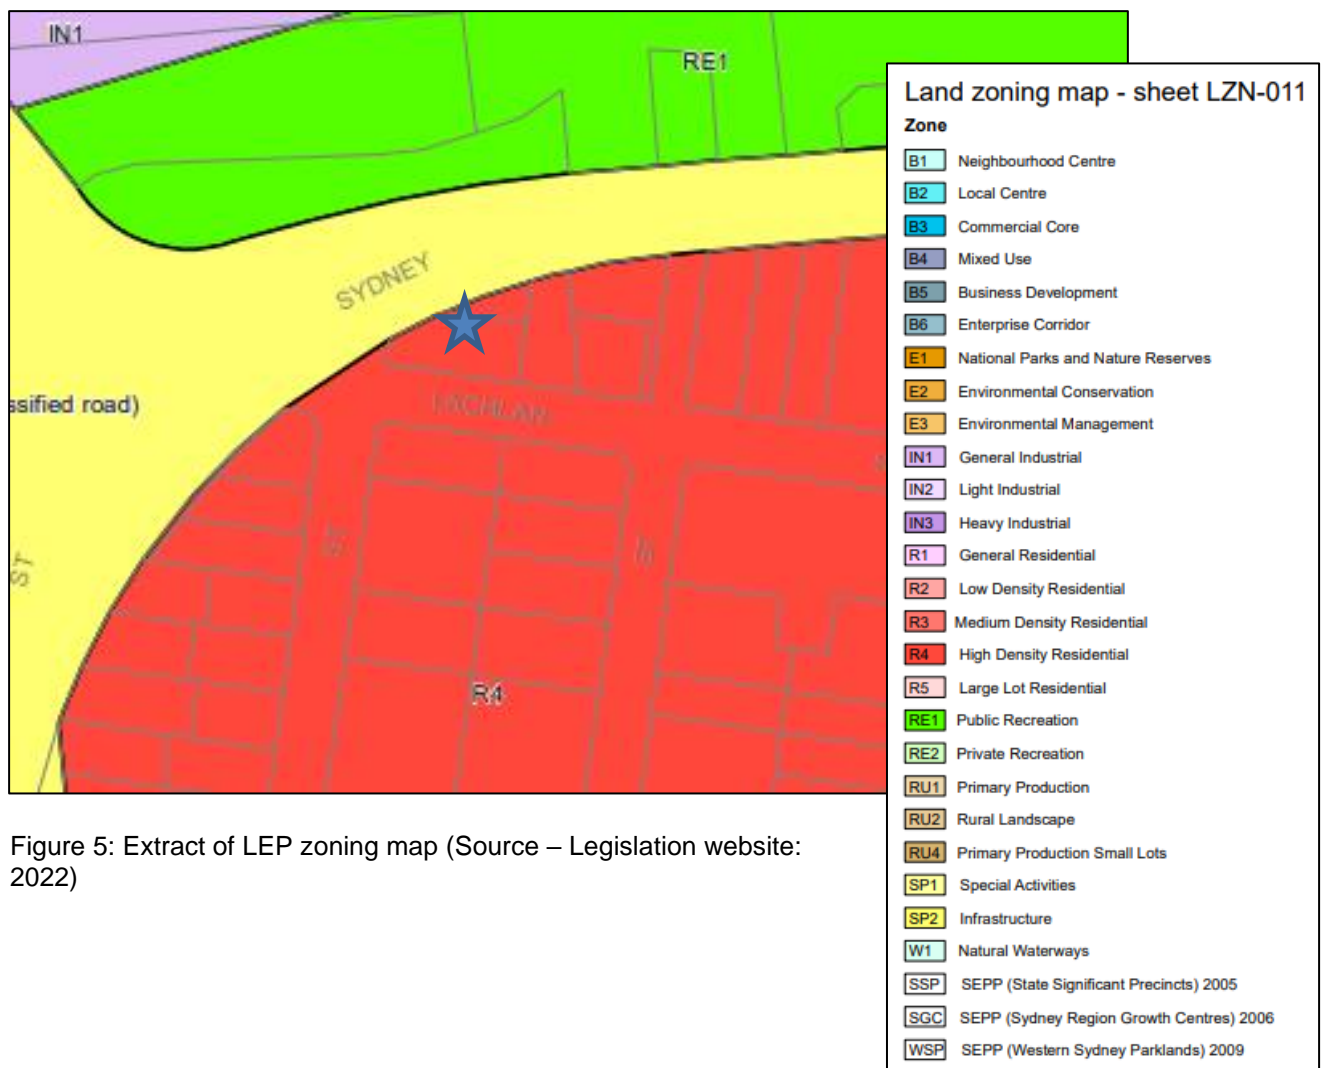 IN1
RE1
SYDNEY
ssified road)
LACHLAN
ST
ST
ST
S
R4
Land zoning map - sheet LZN-011
Zone
B1 Neighbourhood Centre
B2 Local Centre
B3 Commercial Core
B4 Mixed Use
B5 Business Development
B6 Enterprise Corridor
E1 National Parks and Nature Reserves
E2 Environmental Conservation
E3 Environmental Management
IN1 General Industrial
IN2 Light Industrial
IN3 Heavy Industrial
R1 General Residential
R2 Low Density Residential
R3 Medium Density Residential
R4 High Density Residential
R5 Large Lot Residential
RE1 Public Recreation
RE2 Private Recreation
RU1 Primary Production
RU2 Rural Landscape
RU4 Primary Production Small Lots
SP1 Special Activities
SP2 Infrastructure
W1 Natural Waterways
SSP SEPP (State Significant Precincts) 2005
SGC SEPP (Sydney Region Growth Centres) 2006
WSP SEPP (Western Sydney Parklands) 2009
Figure 5: Extract of LEP zoning map (Source – Legislation website:
2022)